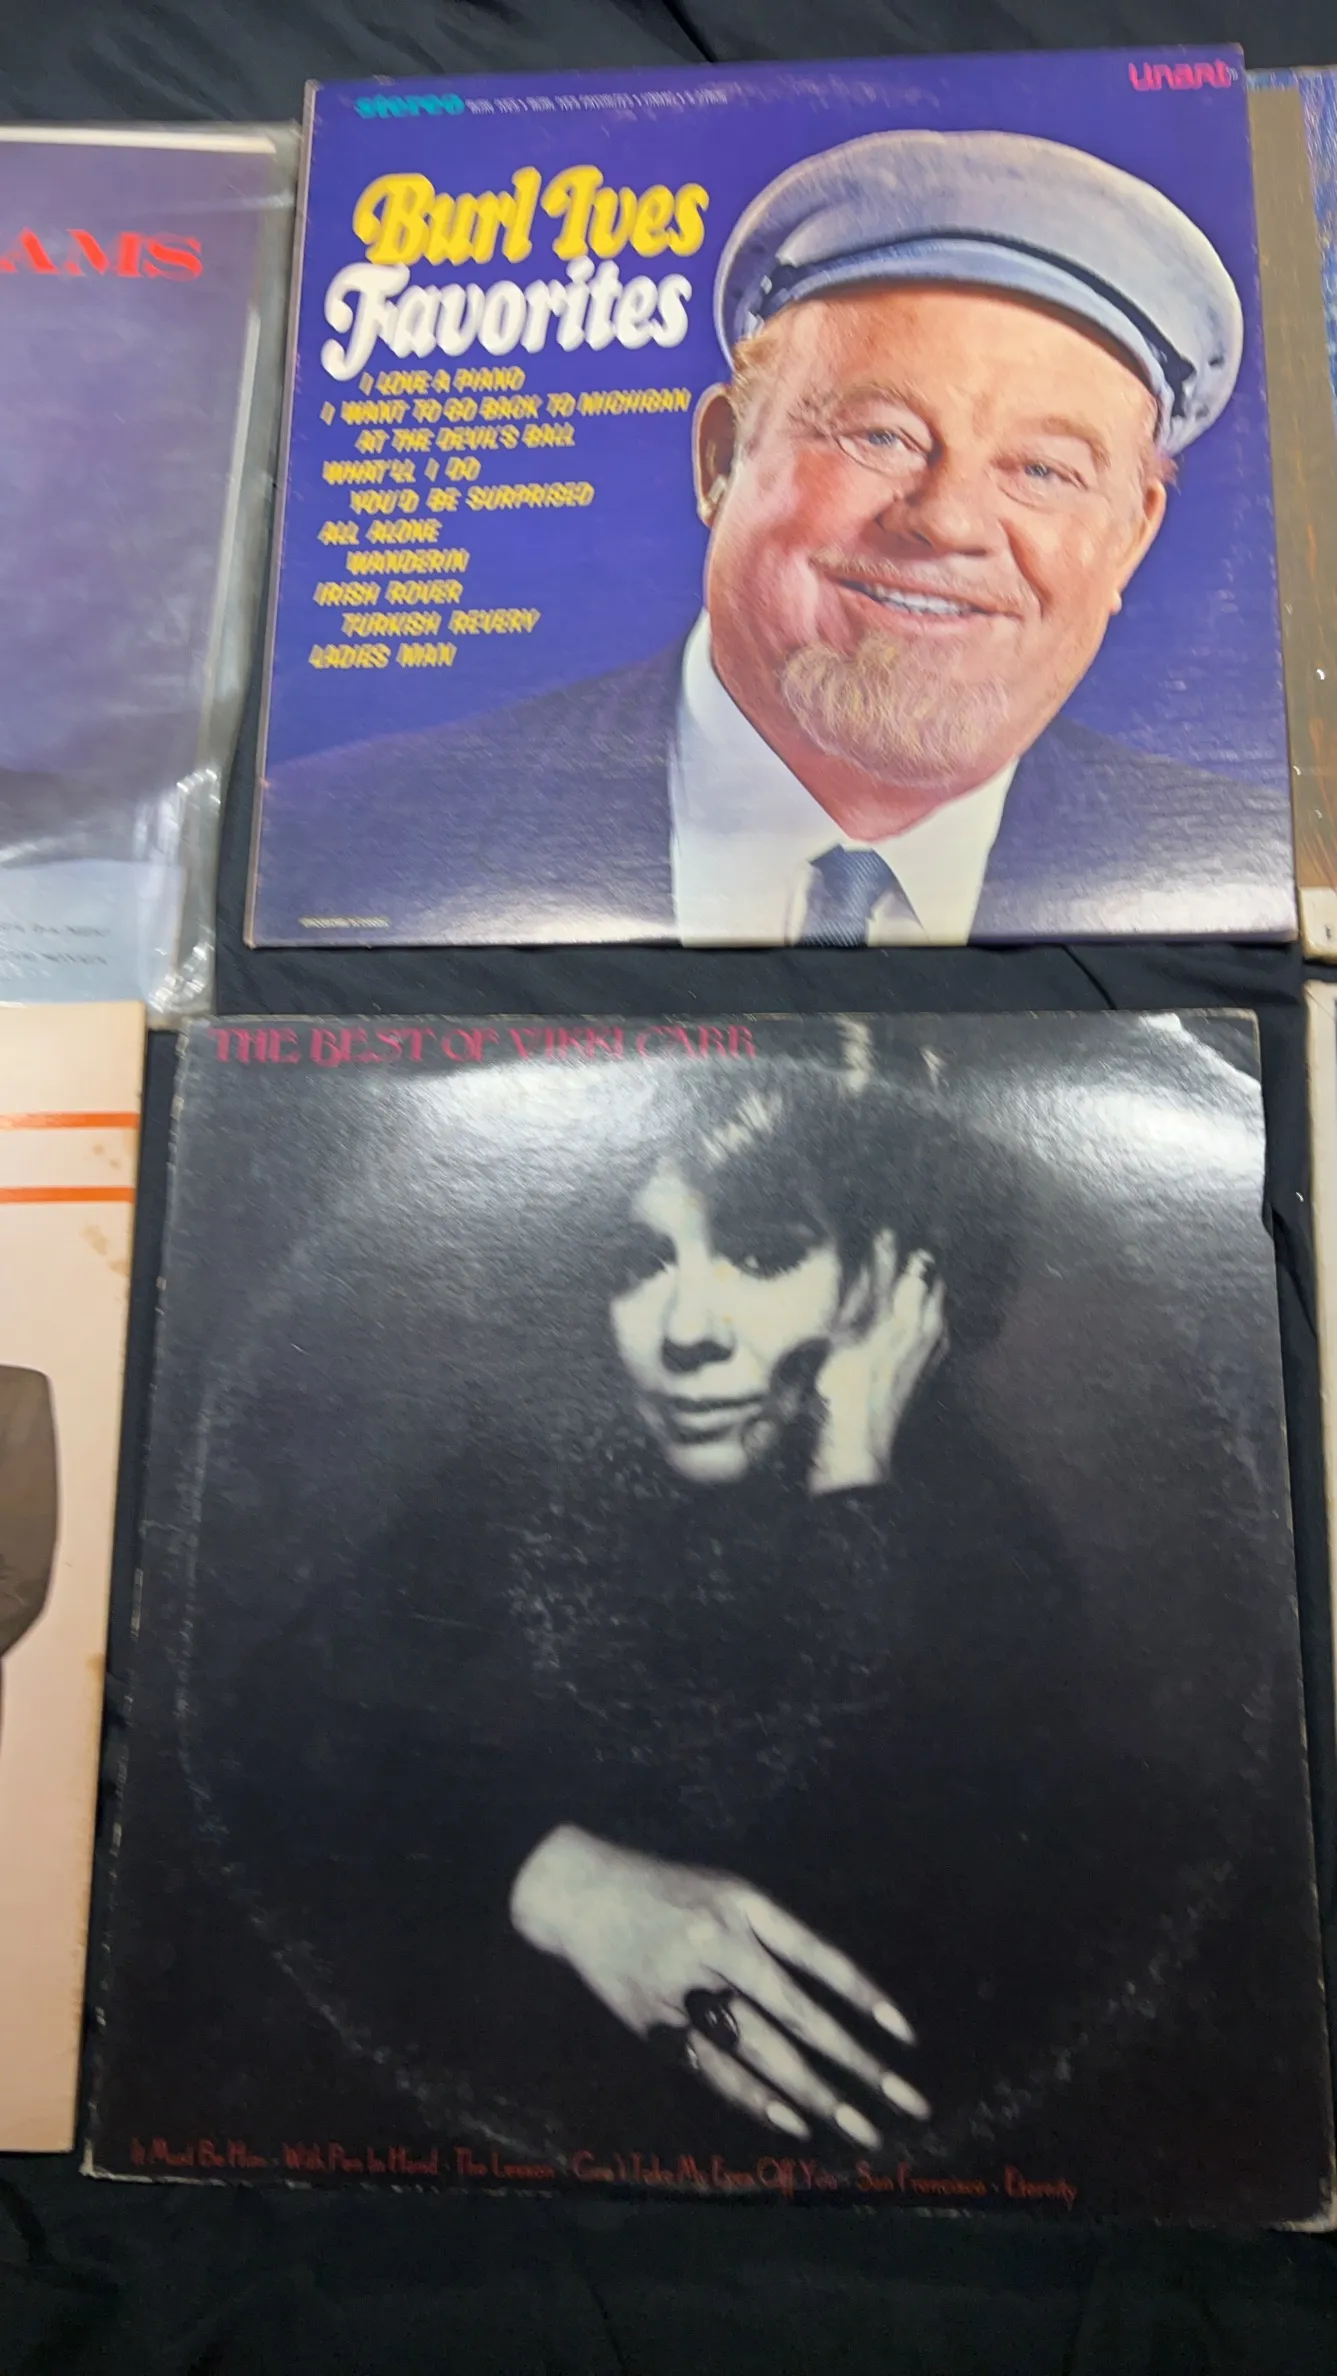 AMS
stereo
unart
Burl Ives
Favorites
I LOVE A PIANO
I WANT TO GO BACK TO MICHIGAN
AT THE DEVIL'S BALL
WHAT'LL I DO
YOU'D BE SURPRISED
ALL ALONE
WANDERIN
IRISH ROVER
TURKISH REVERY
LADIES MAN
THE BEST OF VIKKI CARR
It Must Be Him · With Pen In Hand · The Lesson · Can't Take My Eyes Off You · San Francisco · Eternity